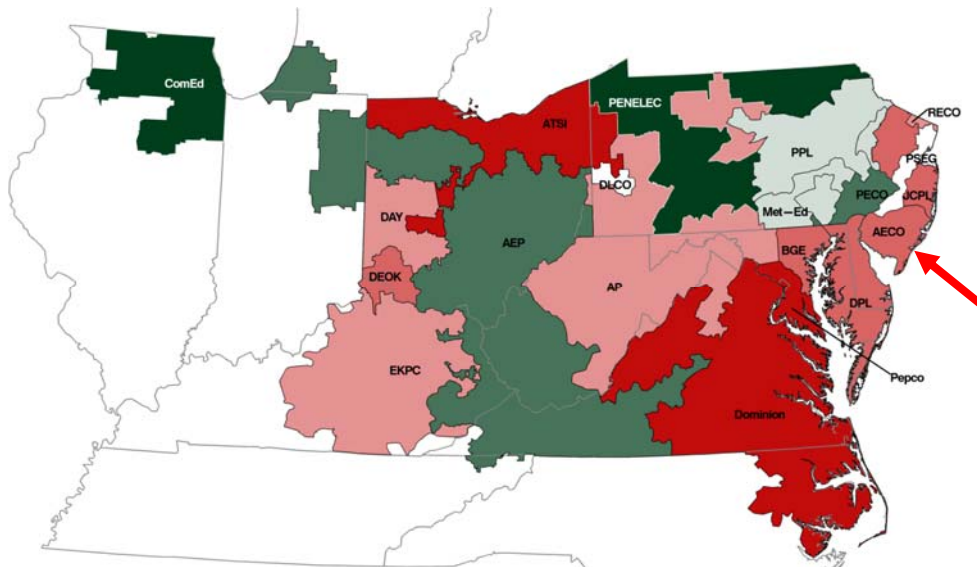 ComEd
PENELEC
RECO
ATSI
PPL
PSEG
DLCO
PECO
JCPL
Met-Ed
DAY
AECO
AEP
BGE
DEOK
AP
DPL
EKPC
Pepco
Dominion